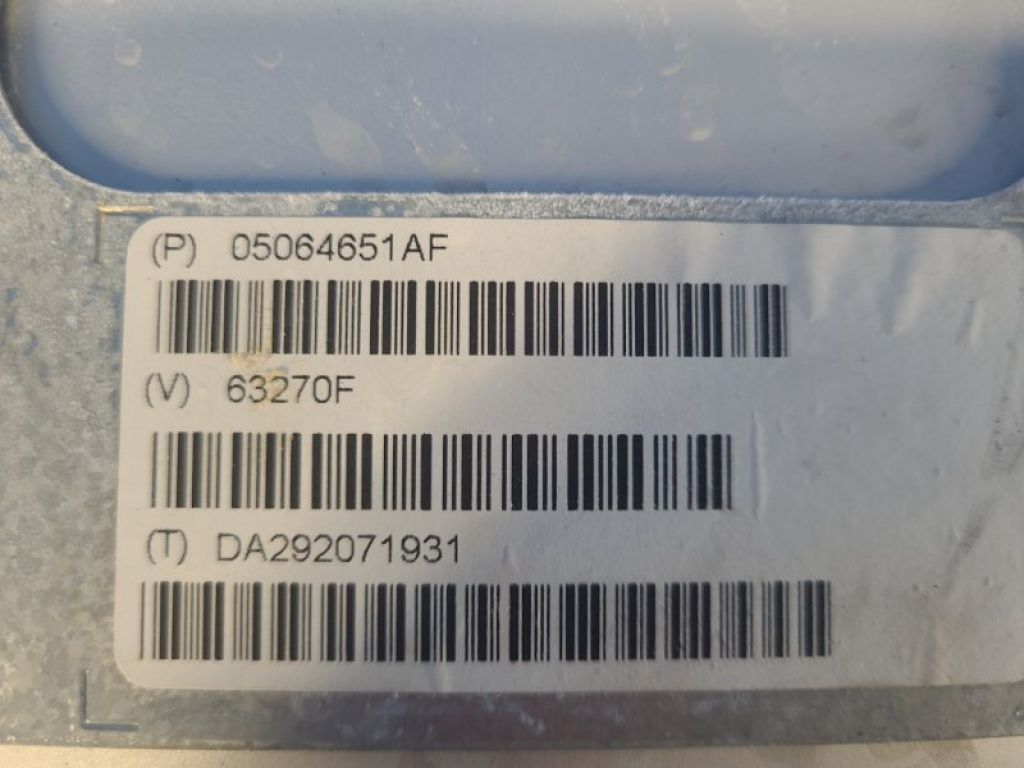 (P) 05064651AF
(V) 63270F
(T) DA292071931